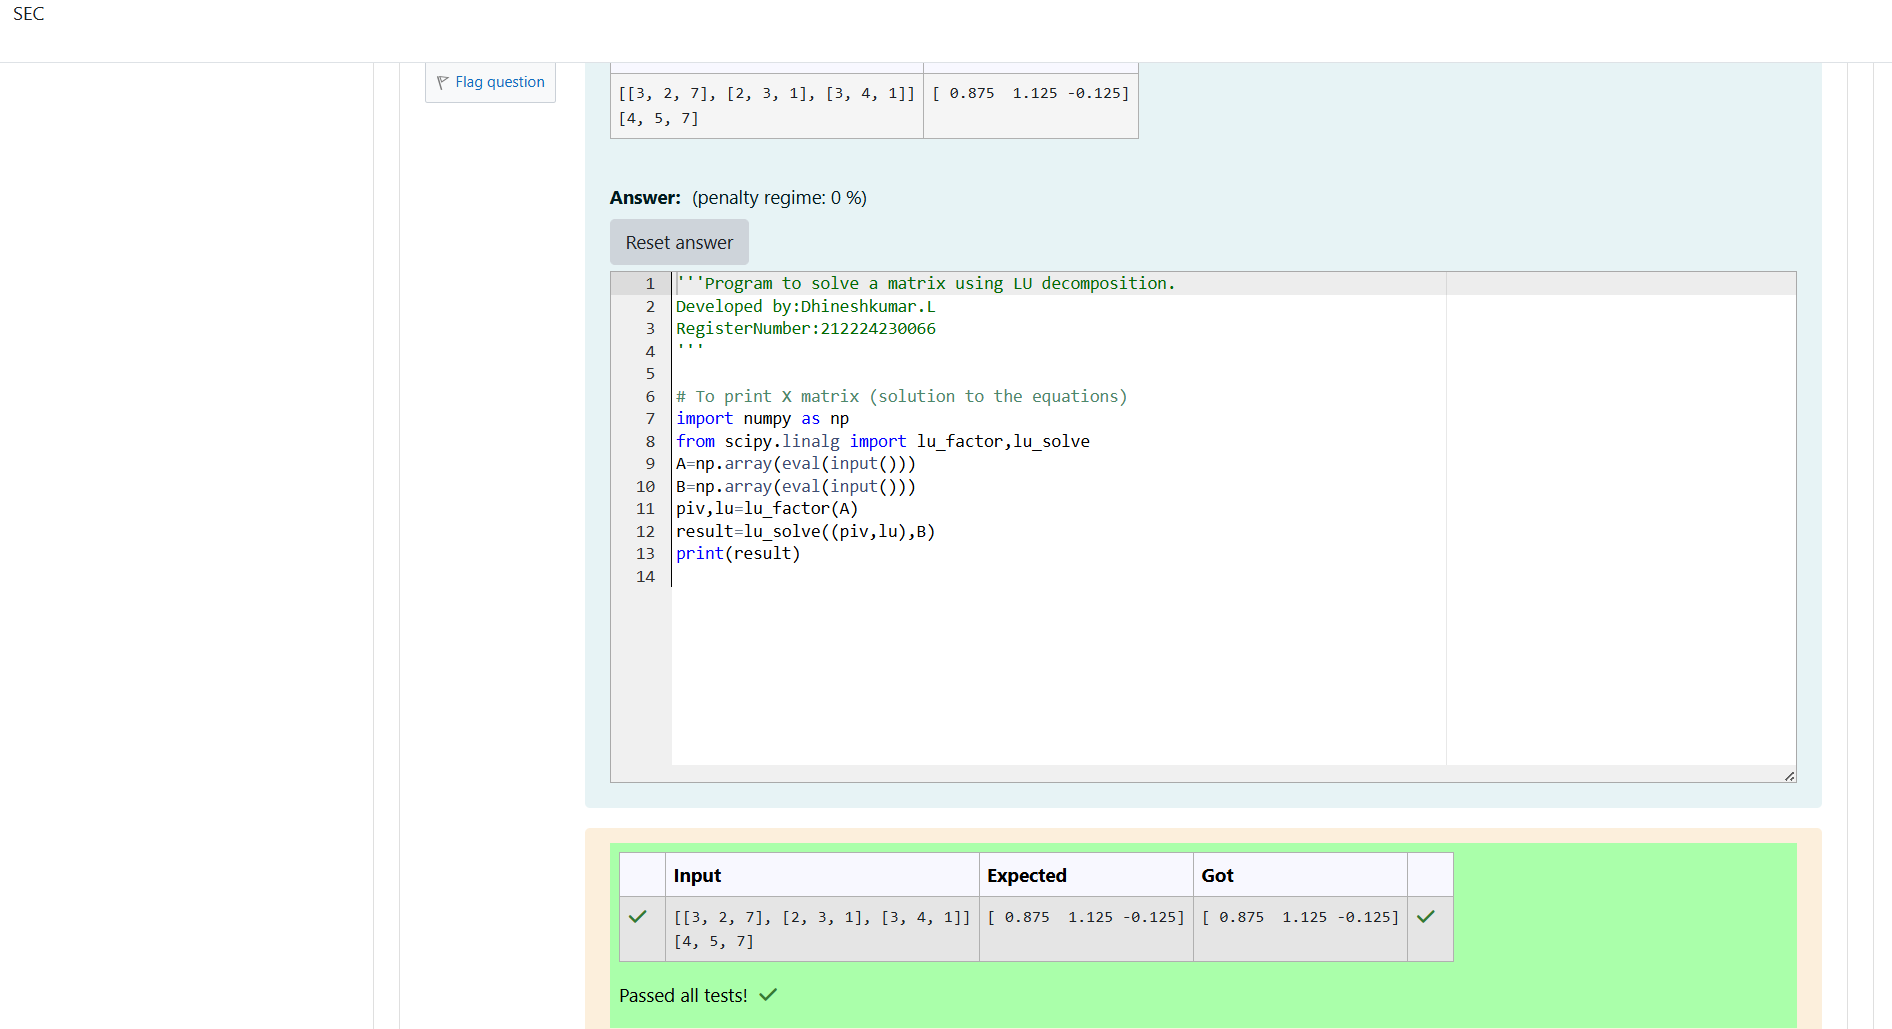 SEC
Flag question
[[3, 2, 7], [2, 3, 1], [3, 4, 1]] [ 0.875  1.125 -0.125]
[4, 5, 7]
Answer: (penalty regime: 0 %)
Reset answer
1 '''Program to solve a matrix using LU decomposition.
2 Developed by:Dhineshkumar.L
3 RegisterNumber:212224230066
4 '''
5
6 # To print X matrix (solution to the equations)
7 import numpy as np
8 from scipy.linalg import lu_factor,lu_solve
9 A=np.array(eval(input()))
10 B=np.array(eval(input()))
11 piv,lu=lu_factor(A)
12 result=lu_solve((piv,lu),B)
13 print(result)
14
Input Expected Got
[[3, 2, 7], [2, 3, 1], [3, 4, 1]] [ 0.875  1.125 -0.125] [ 0.875  1.125 -0.125]
[4, 5, 7]
Passed all tests!